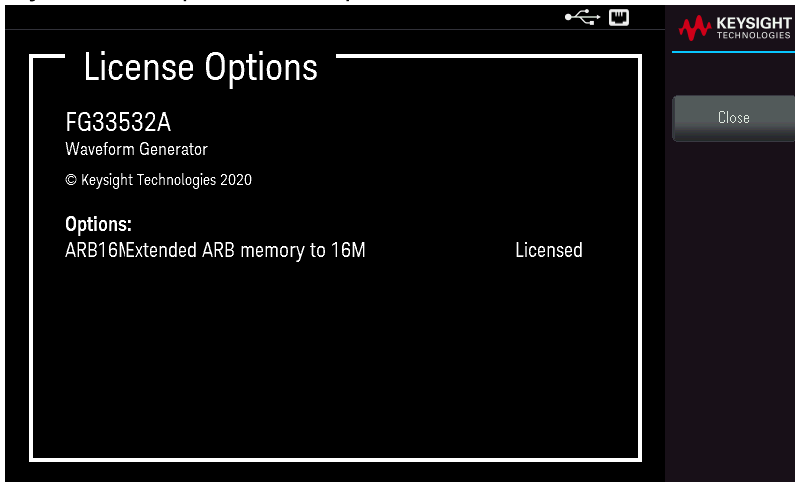 KEYSIGHT
TECHNOLOGIES
License Options
Close
FG33532A
Waveform Generator
© Keysight Technologies 2020
Options:
ARB16MExtended ARB memory to 16M Licensed